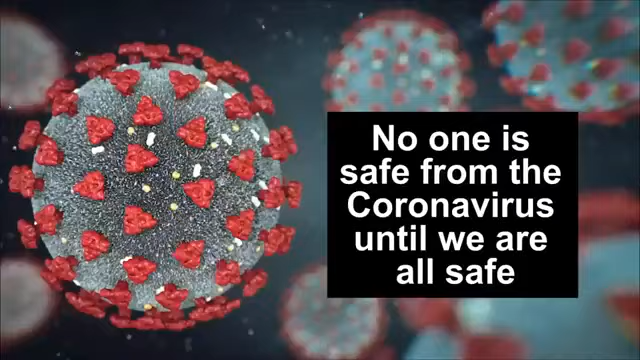 No one is
safe from the
Coronavirus
until we are
all safe